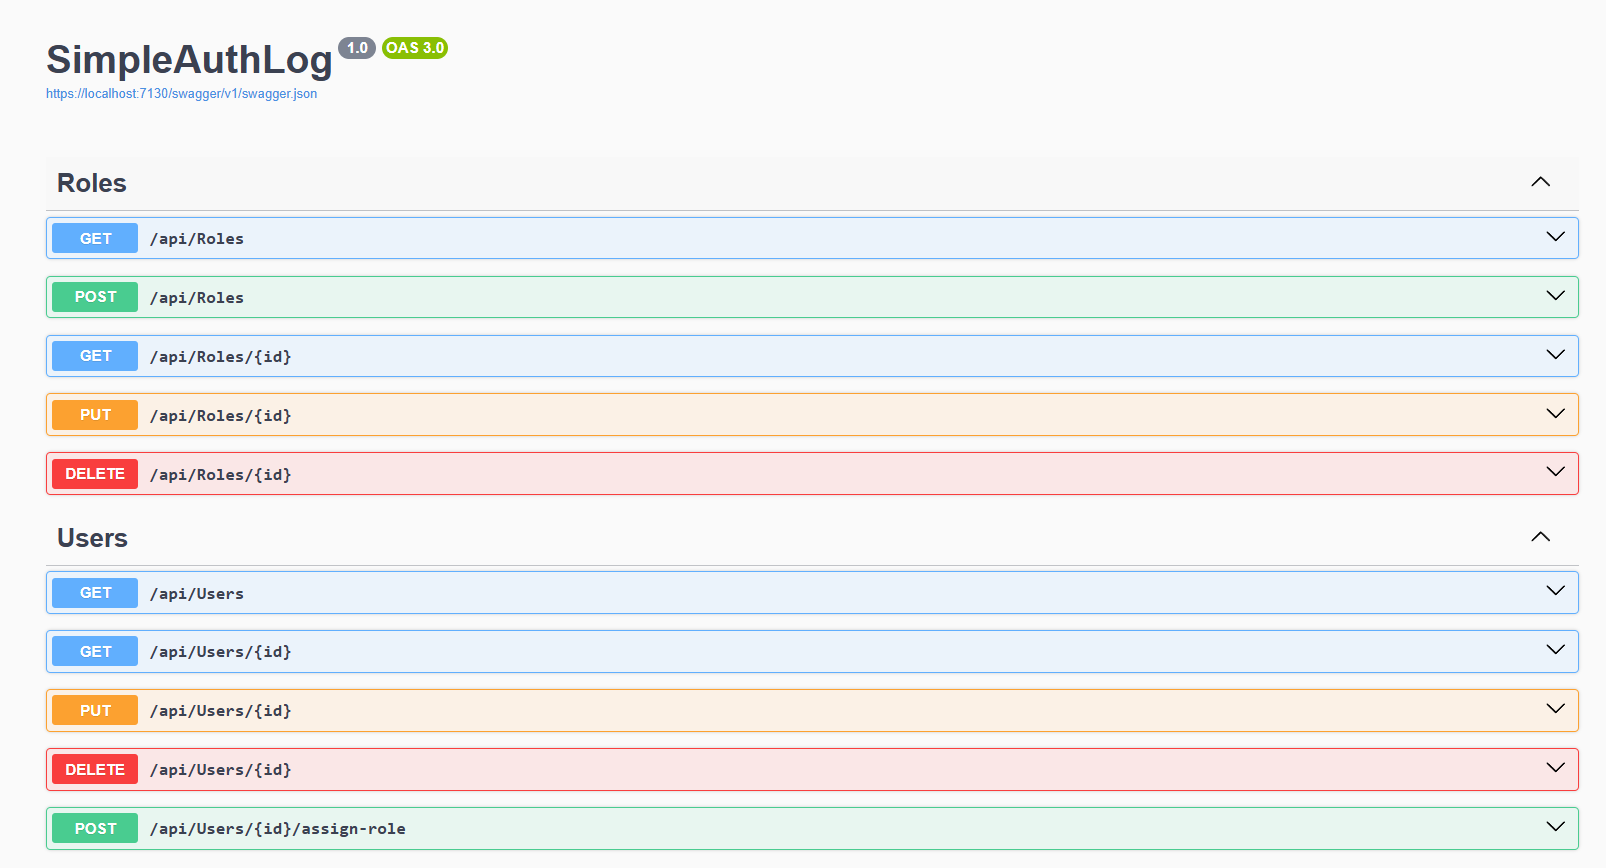 SimpleAuthLog 1.0 OAS 3.0
https://localhost:7130/swagger/v1/swagger.json
Roles
GET /api/Roles
POST /api/Roles
GET /api/Roles/{id}
PUT /api/Roles/{id}
DELETE /api/Roles/{id}
Users
GET /api/Users
GET /api/Users/{id}
PUT /api/Users/{id}
DELETE /api/Users/{id}
POST /api/Users/{id}/assign-role